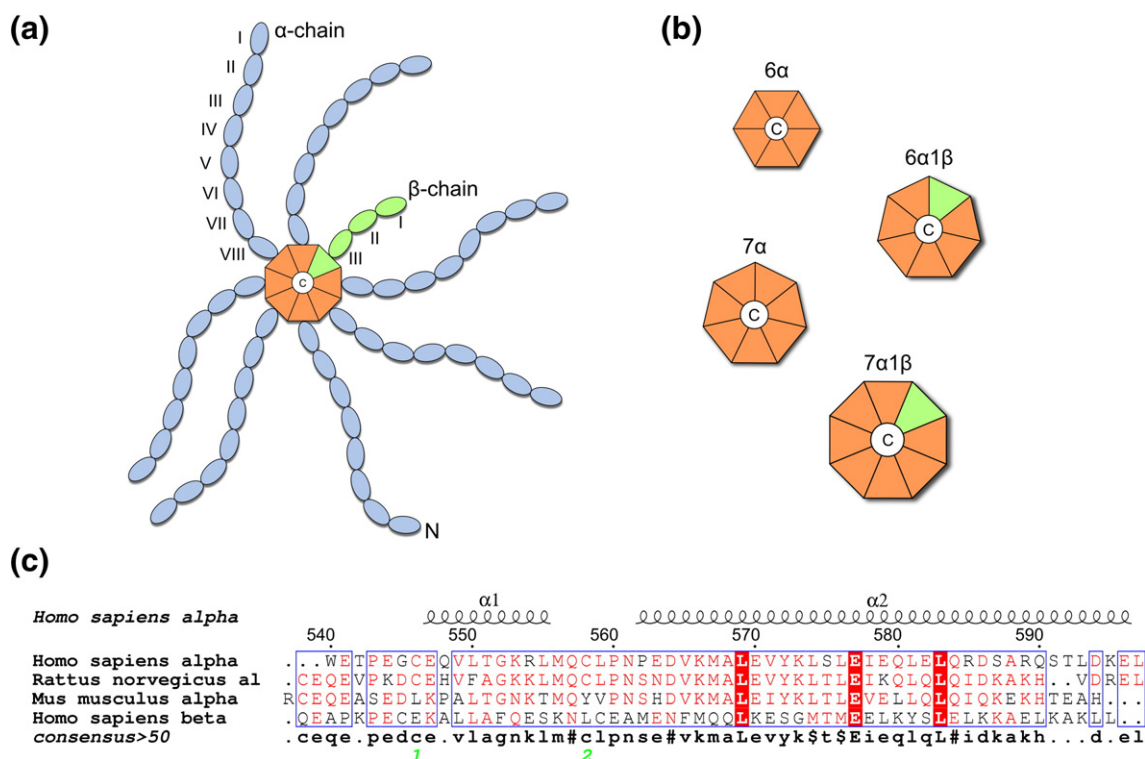 (a)
I
α-chain
II
III
IV
V
VI
VII
VIII
β-chain
I
II
III
C
N
(b)
6α
C
6α1β
C
7α
C
7α1β
C
(c)
Homo sapiens alpha α1 α2
540 550 560 570 580 590
Homo sapiens alpha ...WETPEGCEQVLTGKRLMQCLPNPEDVKMALEVYKLSLEIEQLELQRDSARQSTLDKEL
Rattus norvegicus al .CEQEVPKDCEHVFAGKKLMQCLPNSNDVKMALEVYKLTLEIKQLQLQIDKAKH..VDREL
Mus musculus alpha RCEQEAPEDLKPALTGNKTMQYVPNSHDVKMALEIYKLTLEVELLQLQIQKEKHTEAH...
Homo sapiens beta .QEAPKPECEKALLAFQESKNLCEAMENFMQQLKESGMTMEELKYSLELKKAELKAKLL..
consensus>50 .ceqe.pedce.vlagnklm#clpnse#vkmaLevyk$t$EieqlqL#idkakh...d.el
1 2